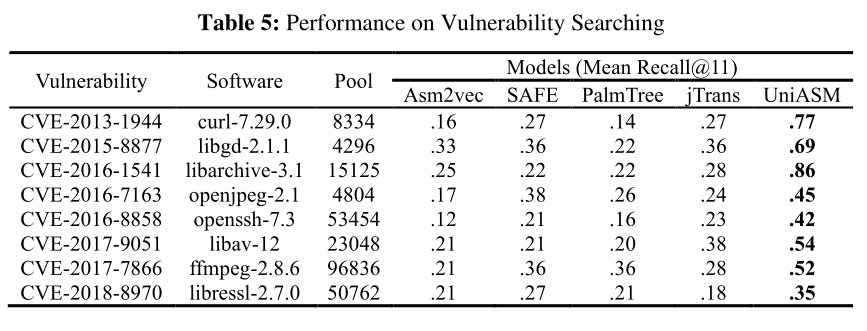 Table 5: Performance on Vulnerability Searching
Vulnerability Software Pool Models (Mean Recall@11)
Asm2vec SAFE PalmTree jTrans UniASM
CVE-2013-1944 curl-7.29.0 8334 .16 .27 .14 .27 .77
CVE-2015-8877 libgd-2.1.1 4296 .33 .36 .22 .36 .69
CVE-2016-1541 libarchive-3.1 15125 .25 .22 .22 .28 .86
CVE-2016-7163 openjpeg-2.1 4804 .17 .38 .26 .24 .45
CVE-2016-8858 openssh-7.3 53454 .12 .21 .16 .23 .42
CVE-2017-9051 libav-12 23048 .21 .21 .20 .38 .54
CVE-2017-7866 ffmpeg-2.8.6 96836 .21 .36 .36 .28 .52
CVE-2018-8970 libressl-2.7.0 50762 .21 .27 .21 .18 .35